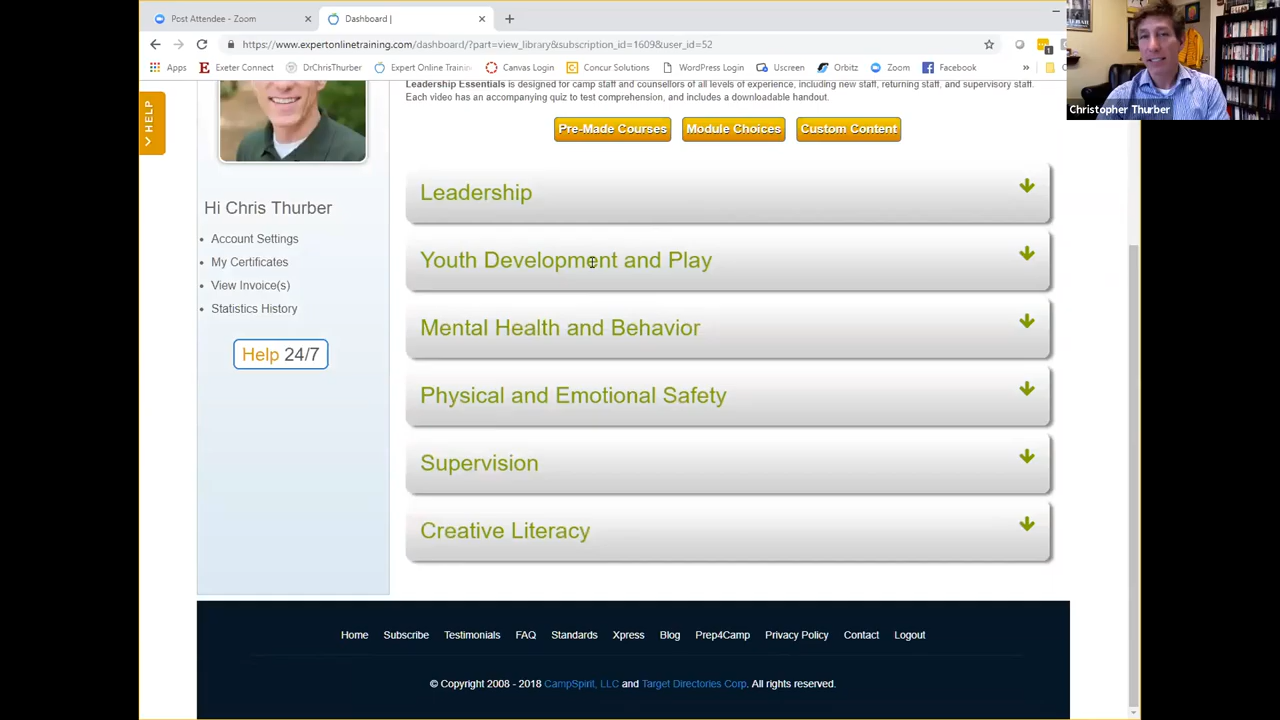 Post Attendee - Zoom
Dashboard |
https://www.expertonlinetraining.com/dashboard/?part=view_library&subscription_id=1609&user_id=52
Apps
Exeter Connect
DrChrisThurber
Expert Online Trainin
Canvas Login
Concur Solutions
WordPress Login
Uscreen
Orbitz
Zoom
Facebook
»
Christopher Thurber
HELP
Leadership Essentials is designed for camp staff and counsellors of all levels of experience, including new staff, returning staff, and supervisory staff.
Each video has an accompanying quiz to test comprehension, and includes a downloadable handout.
Pre-Made Courses
Module Choices
Custom Content
Hi Chris Thurber
• Account Settings
• My Certificates
• View Invoice(s)
• Statistics History
Help 24/7
Leadership
Youth Development and Play
Mental Health and Behavior
Physical and Emotional Safety
Supervision
Creative Literacy
Home Subscribe Testimonials FAQ Standards Xpress Blog Prep4Camp Privacy Policy Contact Logout
© Copyright 2008 - 2018 CampSpirit, LLC and Target Directories Corp. All rights reserved.